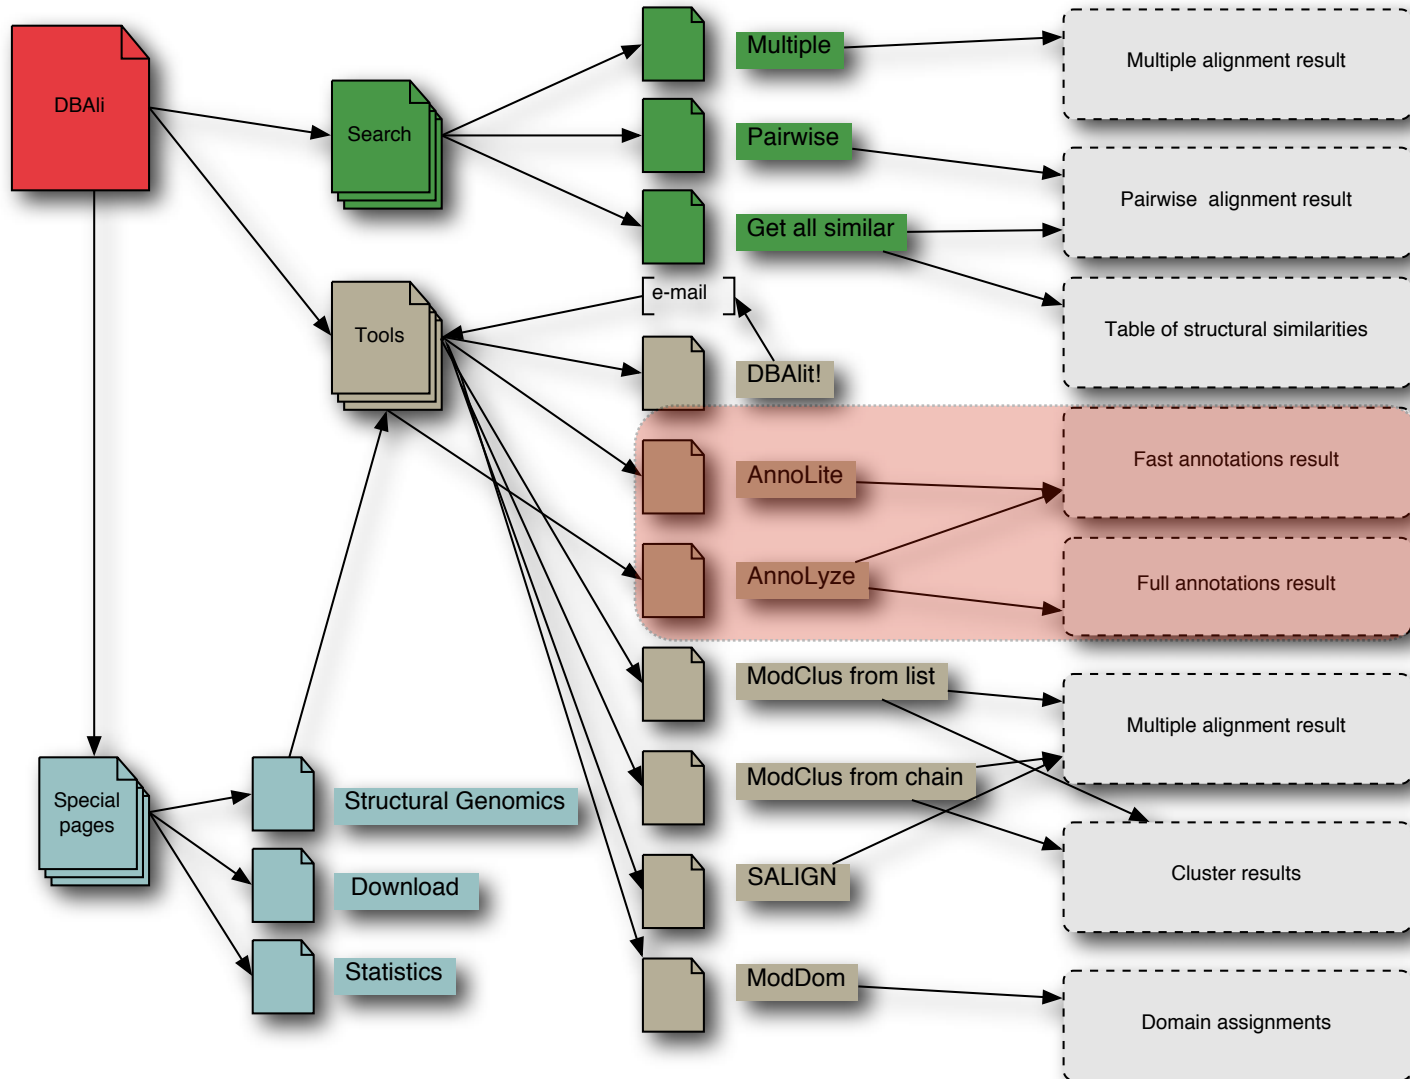 DBAli
Search
Multiple
Multiple alignment result
Pairwise
Pairwise  alignment result
Get all similar
Table of structural similarities
e-mail
Tools
DBAlit!
AnnoLite
Fast annotations result
AnnoLyze
Full annotations result
ModClus from list
Multiple alignment result
ModClus from chain
SALIGN
Cluster results
ModDom
Domain assignments
Special
pages
Structural Genomics
Download
Statistics